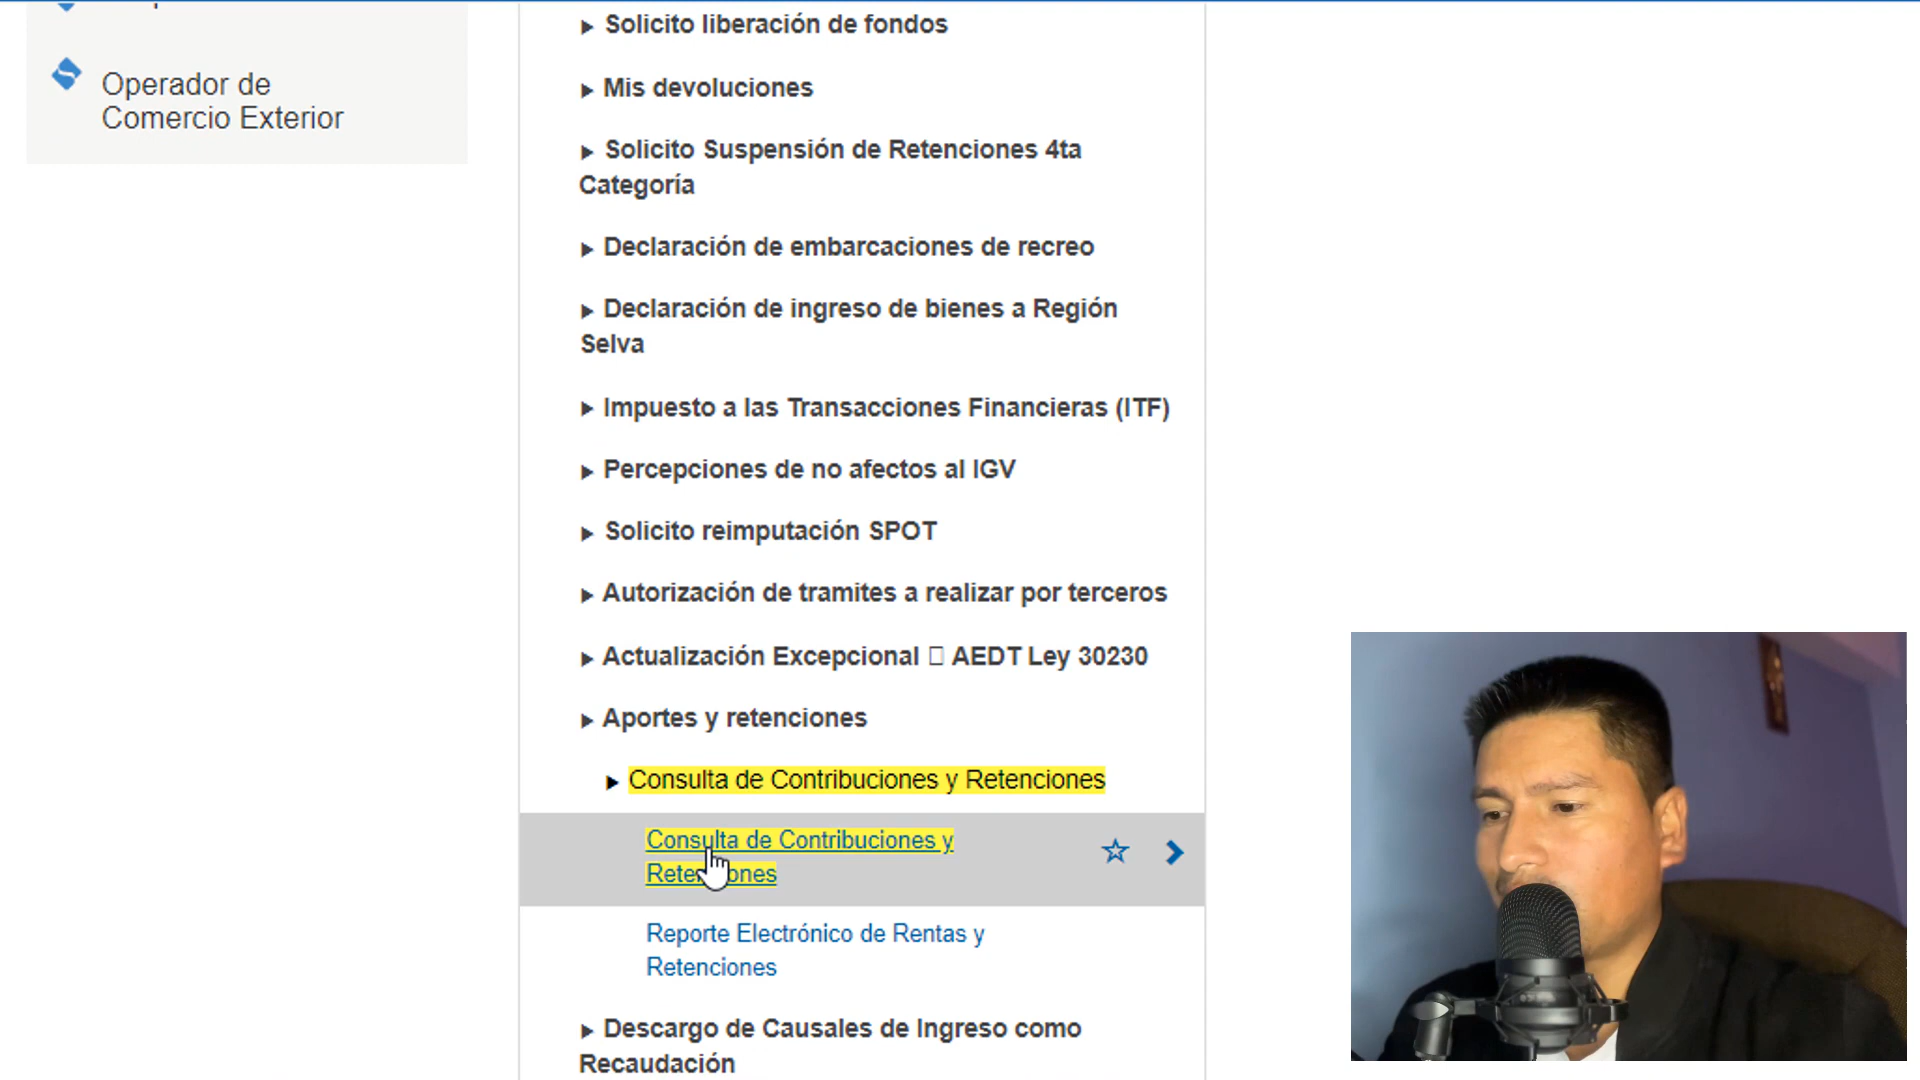 Operador de
Comercio Exterior
▸ Solicito liberación de fondos
▸ Mis devoluciones
▸ Solicito Suspensión de Retenciones 4ta
Categoría
▸ Declaración de embarcaciones de recreo
▸ Declaración de ingreso de bienes a Región
Selva
▸ Impuesto a las Transacciones Financieras (ITF)
▸ Percepciones de no afectos al IGV
▸ Solicito reimputación SPOT
▸ Autorización de tramites a realizar por terceros
▸ Actualización Excepcional □ AEDT Ley 30230
▸ Aportes y retenciones
▸ Consulta de Contribuciones y Retenciones
Consulta de Contribuciones y
Retenciones
Reporte Electrónico de Rentas y
Retenciones
▸ Descargo de Causales de Ingreso como
Recaudación